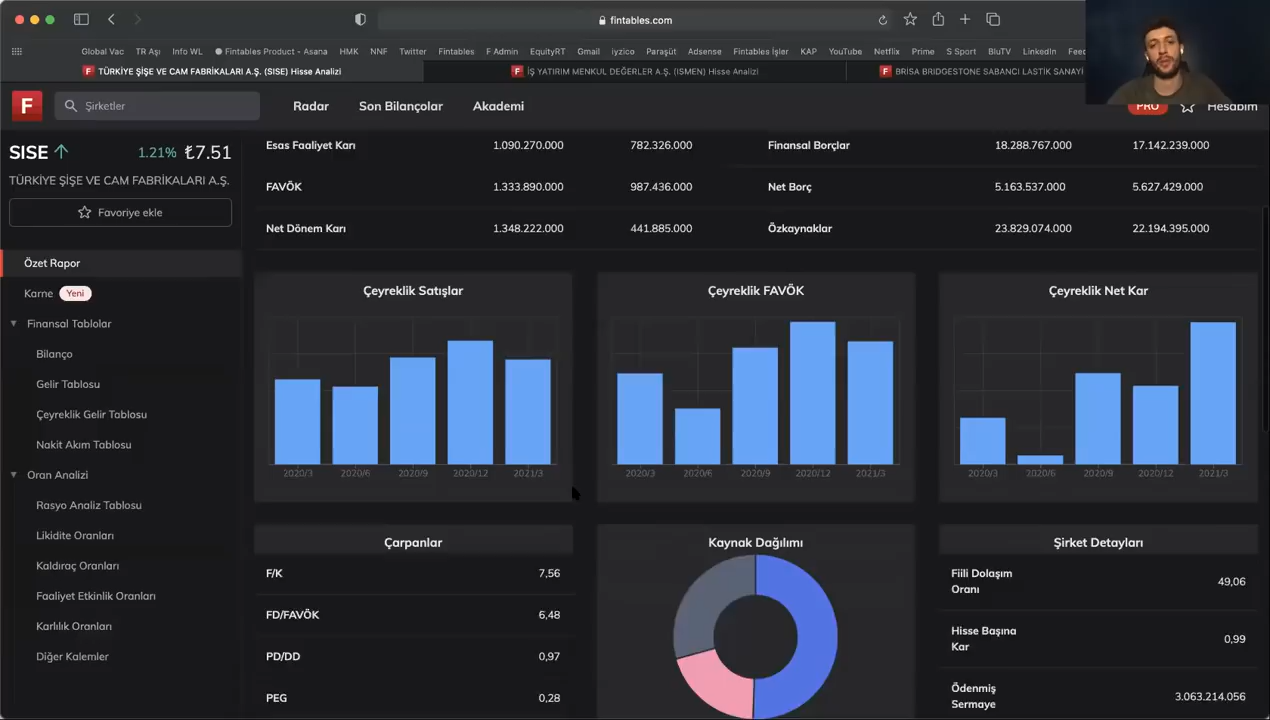 fintables.com
Global Vac TR Aşı Info WL Fintables Product - Asana HMK NNF Twitter Fintables F Admin EquityRT Gmail iyzico Paraşüt Adsense Fintables İşler KAP YouTube Netflix Prime S Sport BluTV LinkedIn Feed
F TÜRKİYE ŞİŞE VE CAM FABRİKALARI A.Ş. (SISE) Hisse Analizi
F İŞ YATIRIM MENKUL DEĞERLER A.Ş. (ISMEN) Hisse Analizi
F BRİSA BRIDGESTONE SABANCI LASTİK SANAYİ
F Şirketler Radar Son Bilançolar Akademi PRO Hesabım
SISE 1.21% ₺7.51
TÜRKİYE ŞİŞE VE CAM FABRİKALARI A.Ş.
Favoriye ekle
Özet Rapor
Karne Yeni
Finansal Tablolar
Bilanço
Gelir Tablosu
Çeyreklik Gelir Tablosu
Nakit Akım Tablosu
Oran Analizi
Rasyo Analiz Tablosu
Likidite Oranları
Kaldıraç Oranları
Faaliyet Etkinlik Oranları
Karlılık Oranları
Diğer Kalemler
Esas Faaliyet Karı 1.090.270.000 782.326.000
FAVÖK 1.333.890.000 987.436.000
Net Dönem Karı 1.348.222.000 441.885.000
Finansal Borçlar 18.288.767.000 17.142.239.000
Net Borç 5.163.537.000 5.627.429.000
Özkaynaklar 23.829.074.000 22.194.395.000
Çeyreklik Satışlar
2020/3 2020/6 2020/9 2020/12 2021/3
Çeyreklik FAVÖK
2020/3 2020/6 2020/9 2020/12 2021/3
Çeyreklik Net Kar
2020/3 2020/6 2020/9 2020/12 2021/3
Çarpanlar
F/K 7,56
FD/FAVÖK 6,48
PD/DD 0,97
PEG 0,28
Kaynak Dağılımı
Şirket Detayları
Fiili Dolaşım
Oranı 49,06
Hisse Başına
Kar 0,99
Ödenmiş
Sermaye 3.063.214.056